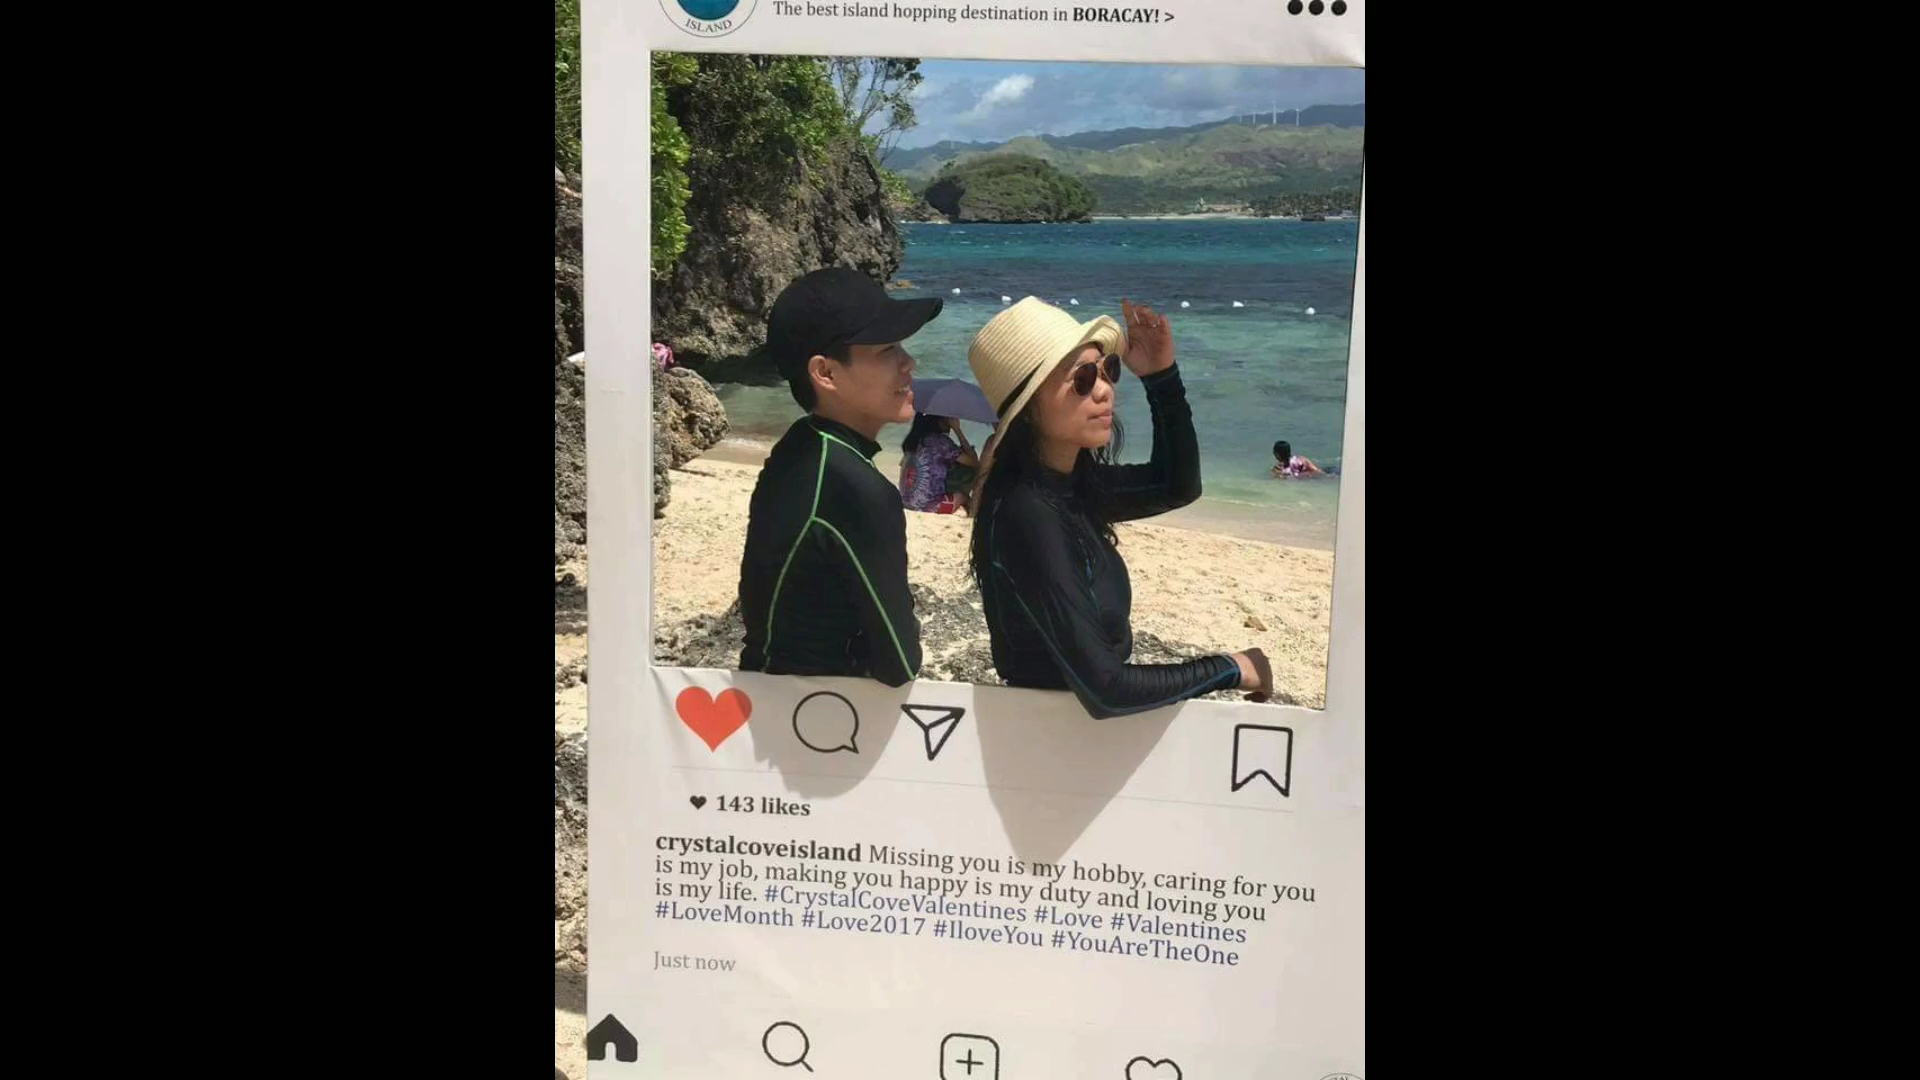 ISLAND
The best island hopping destination in BORACAY! >
143 likes
crystalcoveisland Missing you is my hobby, caring for you
is my job, making you happy is my duty and loving you
is my life. #CrystalCoveValentines #Love #Valentines
#LoveMonth #Love2017 #IloveYou #YouAreTheOne
Just now